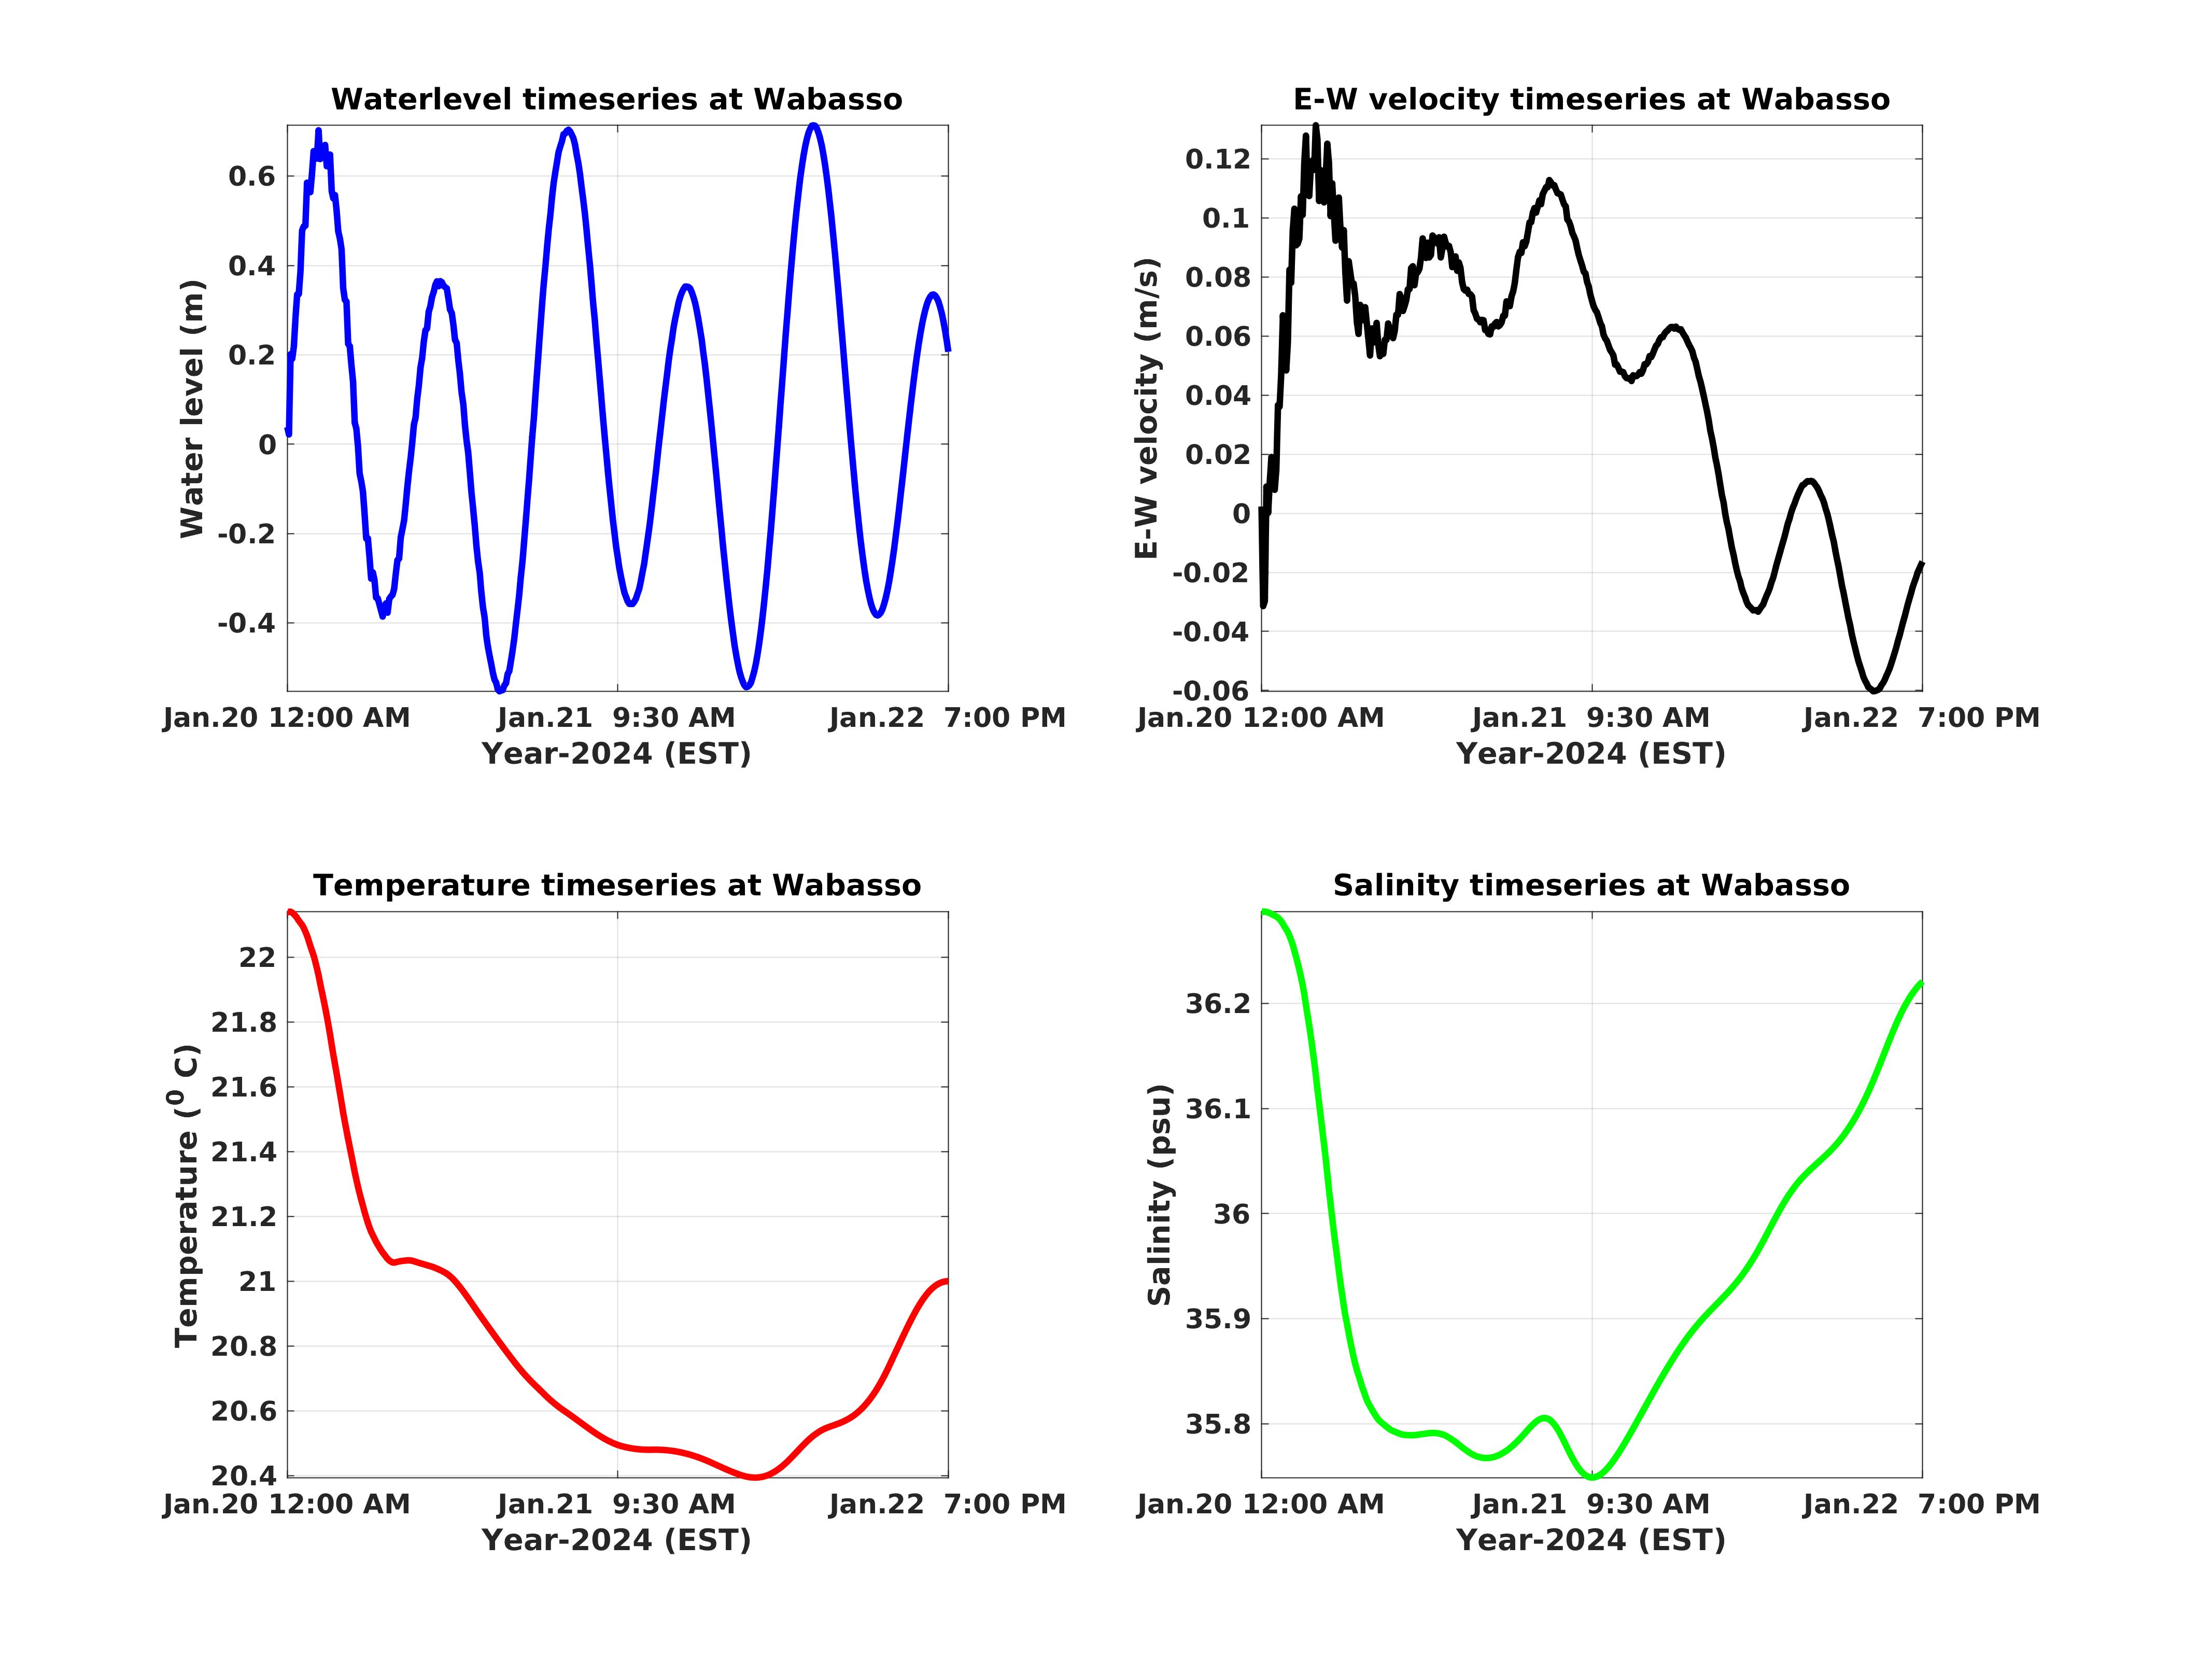 Waterlevel timeseries at Wabasso
0.6
0.4
0.2
0
-0.2
-0.4
Water level (m)
Jan.20 12:00 AM Jan.21 9:30 AM Jan.22 7:00 PM
Year-2024 (EST)
E-W velocity timeseries at Wabasso
0.12
0.1
0.08
0.06
0.04
0.02
0
-0.02
-0.04
-0.06
E-W velocity (m/s)
Jan.20 12:00 AM Jan.21 9:30 AM Jan.22 7:00 PM
Year-2024 (EST)
Temperature timeseries at Wabasso
22
21.8
21.6
21.4
21.2
21
20.8
20.6
20.4
Temperature (⁰ C)
Jan.20 12:00 AM Jan.21 9:30 AM Jan.22 7:00 PM
Year-2024 (EST)
Salinity timeseries at Wabasso
36.2
36.1
36
35.9
35.8
Salinity (psu)
Jan.20 12:00 AM Jan.21 9:30 AM Jan.22 7:00 PM
Year-2024 (EST)